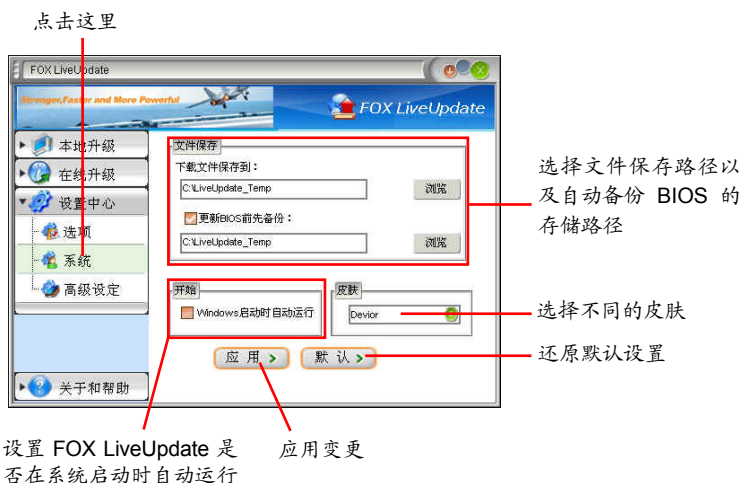 点击这里
FOX LiveUpdate
Stronger,Faster and More Powerful
FOX LiveUpdate
本地升级
在线升级
设置中心
选项
系统
高级设定
关于和帮助
文件保存
下载文件保存到：
C:\LiveUpdate_Temp
浏览
更新BIOS前先备份：
C:\LiveUpdate_Temp
浏览
开始
Windows启动时自动运行
皮肤
Devior
应 用
默 认
选择文件保存路径以
及自动备份 BIOS 的
存储路径
选择不同的皮肤
还原默认设置
设置 FOX LiveUpdate 是
否在系统启动时自动运行
应用变更